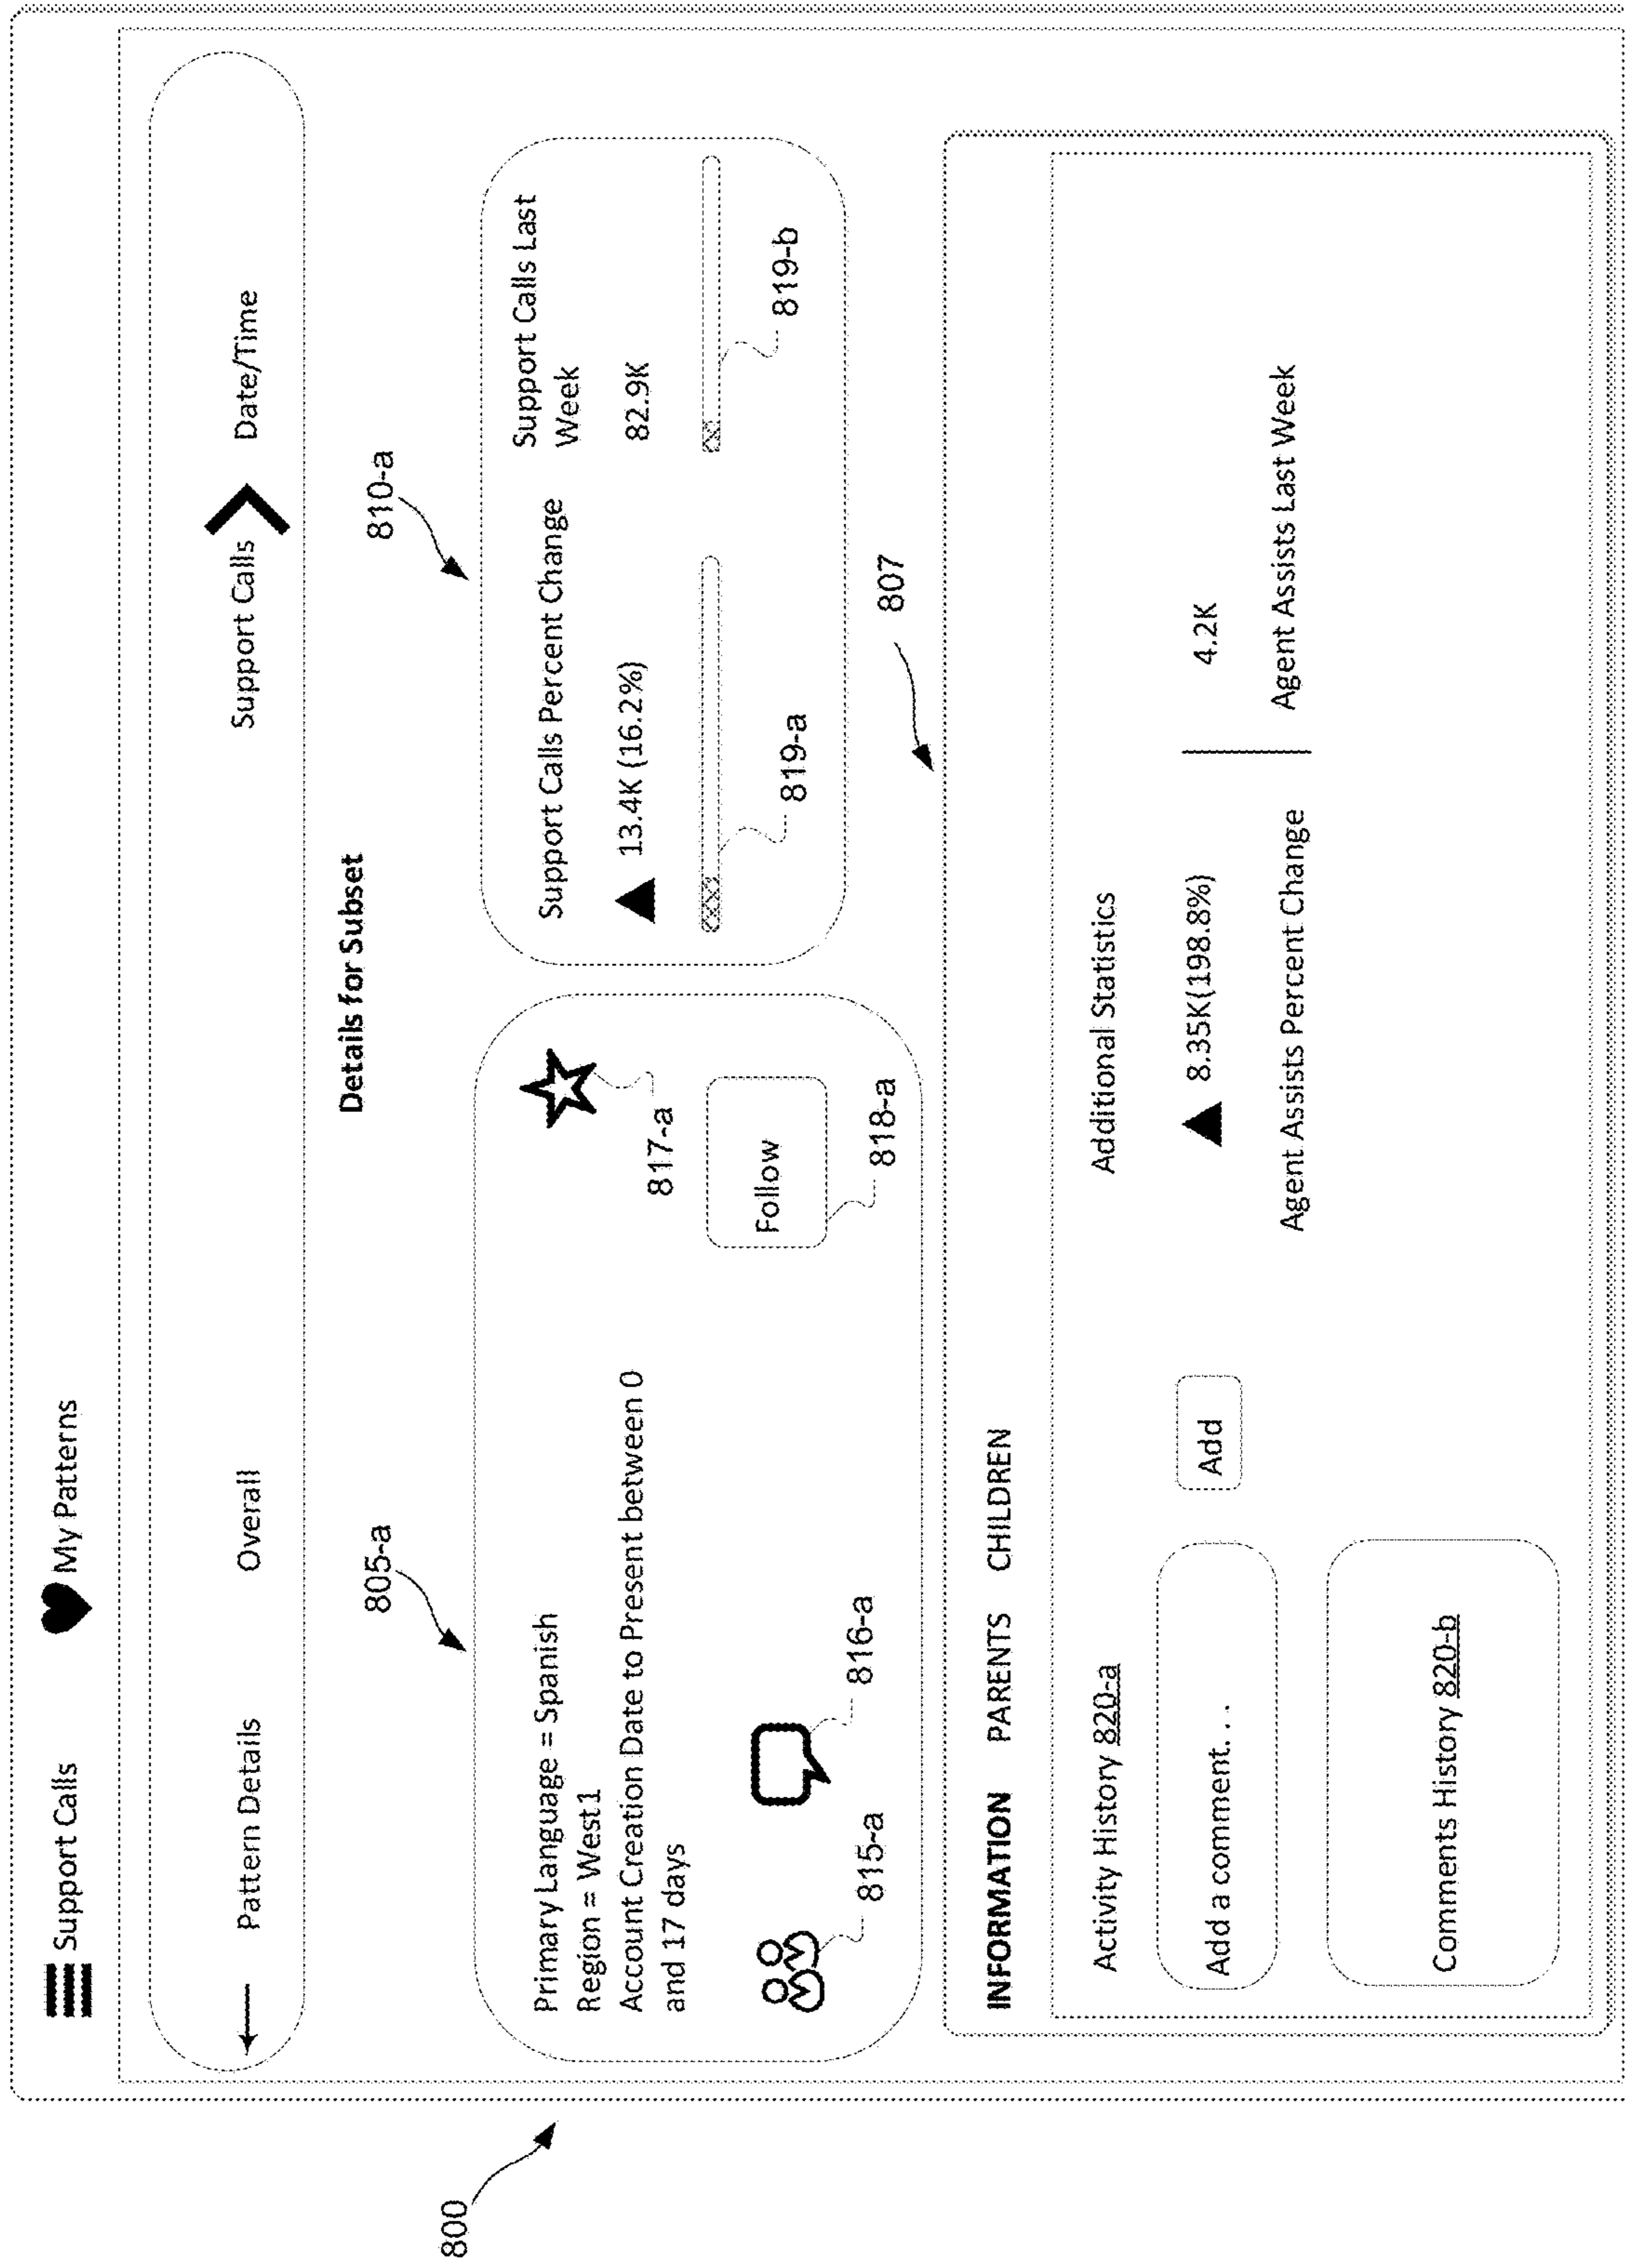 800
Support Calls
My Patterns
Pattern Details
Overall
Support Calls
Date/Time
Details for Subset
805-a
Primary Language = Spanish
Region = West1
Account Creation Date to Present between 0
and 17 days
815-a
816-a
817-a
Follow
818-a
810-a
Support Calls Percent Change
13.4K (16.2%)
819-a
Support Calls Last
Week
82.9K
819-b
807
INFORMATION PARENTS CHILDREN
Activity History 820-a
Add a comment. . .
Add
Comments History 820-b
Additional Statistics
8.35K(198.8%)
Agent Assists Percent Change
4.2K
Agent Assists Last Week